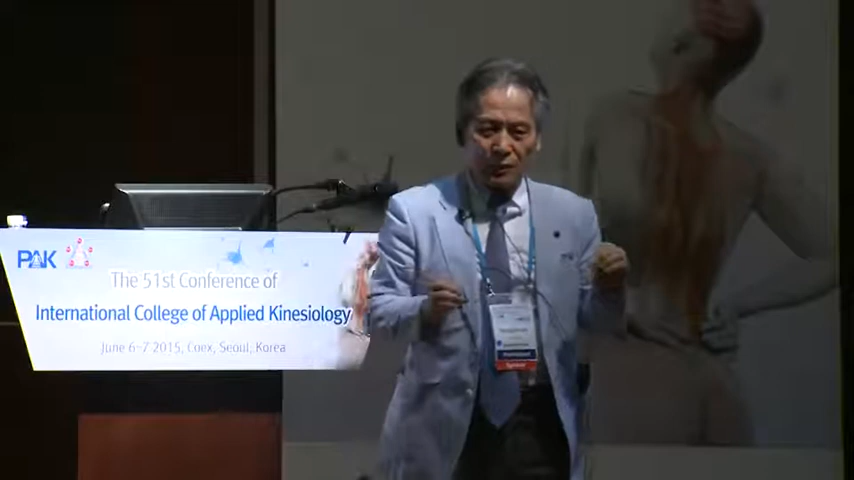 PAK
The 51st Conference of
International College of Applied Kinesiology
June 6-7 2015, Coex, Seoul, Korea